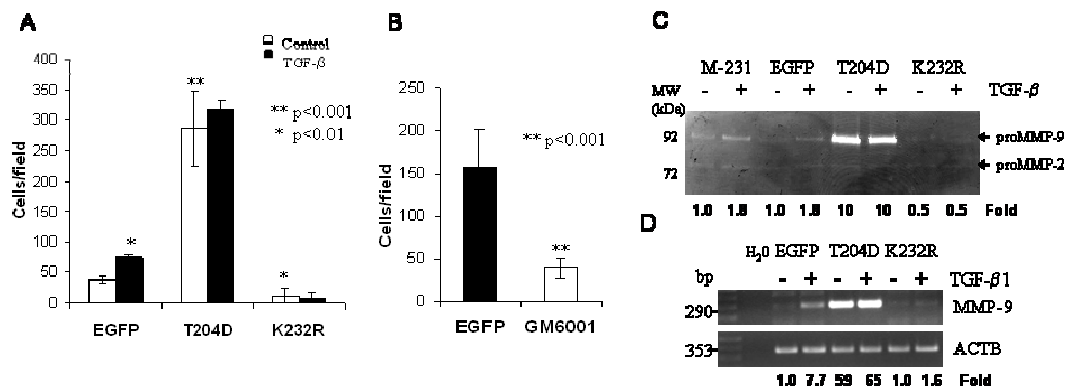 A
Control
TGF-β
400
350
300
250
200
150
100
50
0
Cells/field
**
*
*
** p<0.001
* p<0.01
EGFP T204D K232R
B
250
200
150
100
50
0
Cells/field
** p<0.001
**
EGFP GM6001
C
M-231 EGFP T204D K232R
MW (kDa)
- + - + - + - + TGF-β
92
72
proMMP-9
proMMP-2
1.0 1.8 1.0 1.8 10 10 0.5 0.5 Fold
D
H2O EGFP T204D K232R
bp
- + - + - + TGF-β1
290
MMP-9
353
ACTB
1.0 7.7 59 65 1.0 1.6 Fold